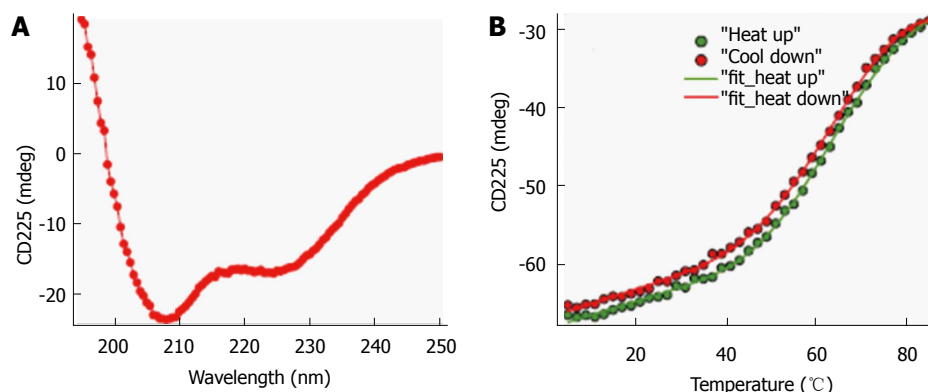 A
CD225 (mdeg)
10
0
-10
-20
200 210 220 230 240 250
Wavelength (nm)
B
CD225 (mdeg)
-30
-40
-50
-60
"Heat up"
"Cool down"
"fit_heat up"
"fit_heat down"
20 40 60 80
Temperature (℃)